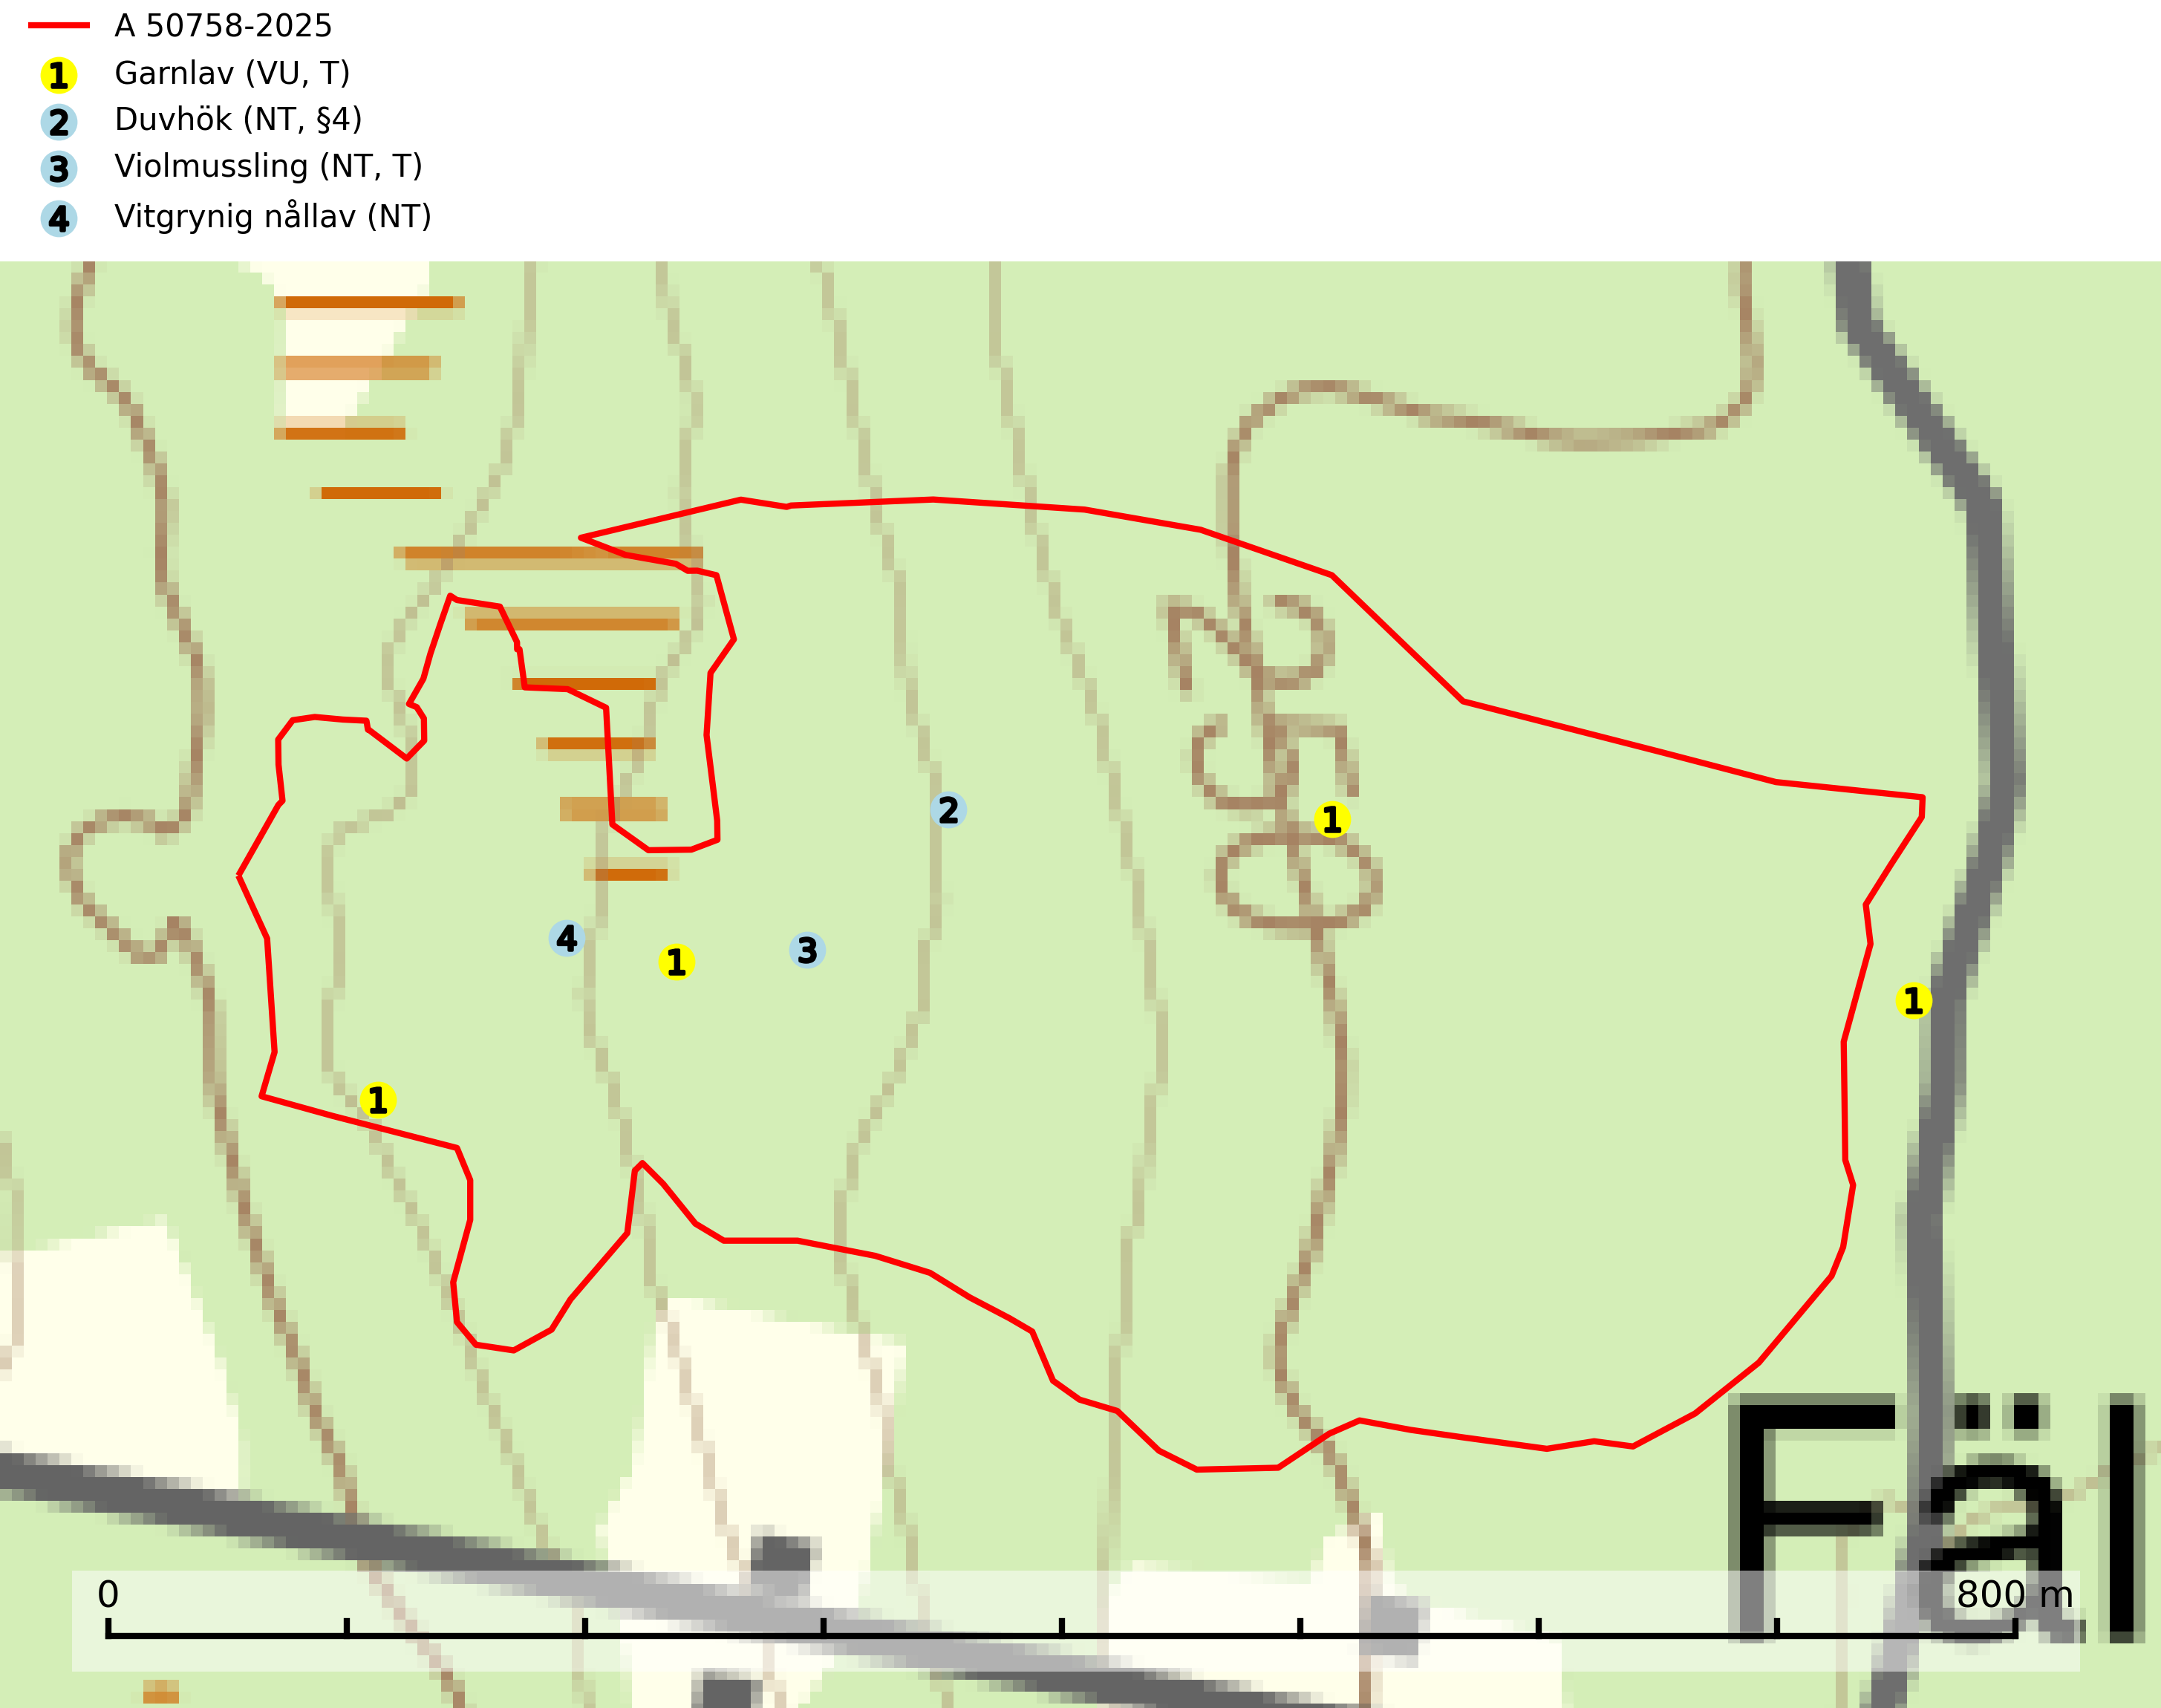 A 50758-2025
1 Garnlav (VU, T)
2 Duvhök (NT, §4)
3 Violmussling (NT, T)
4 Vitgrynig nållav (NT)
250
2
1
4
1
3
1
1
Fäl
0
800 m